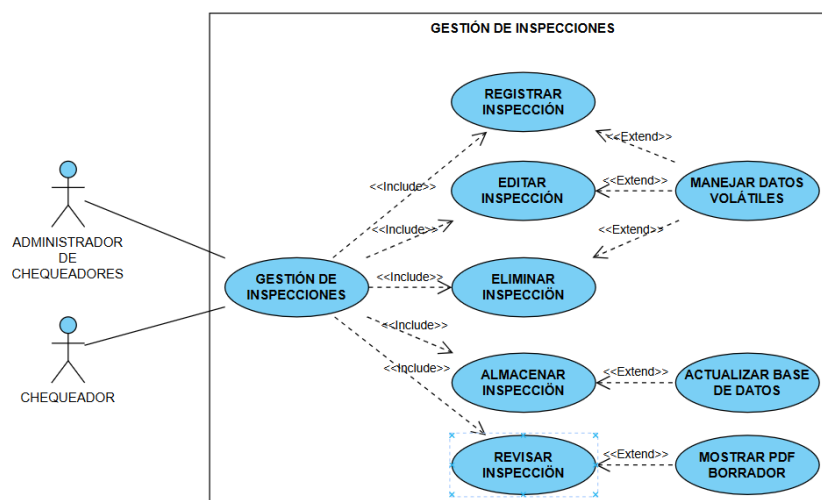 GESTIÓN DE INSPECCIONES
REGISTRAR
INSPECCIÓN
<<Extend>>
<<Include>>
EDITAR
INSPECCIÓN
<<Extend>>
MANEJAR DATOS
VOLÁTILES
ADMINISTRADOR
DE
CHEQUEADORES
<<Include>>
<<Extend>>
GESTIÓN DE
INSPECCIONES
<<Include>>
ELIMINAR
INSPECCIÓN
<<Include>>
CHEQUEADOR
<<Include>>
ALMACENAR
INSPECCIÓN
<<Extend>>
ACTUALIZAR BASE
DE DATOS
REVISAR
INSPECCIÓN
<<Extend>>
MOSTRAR PDF
BORRADOR